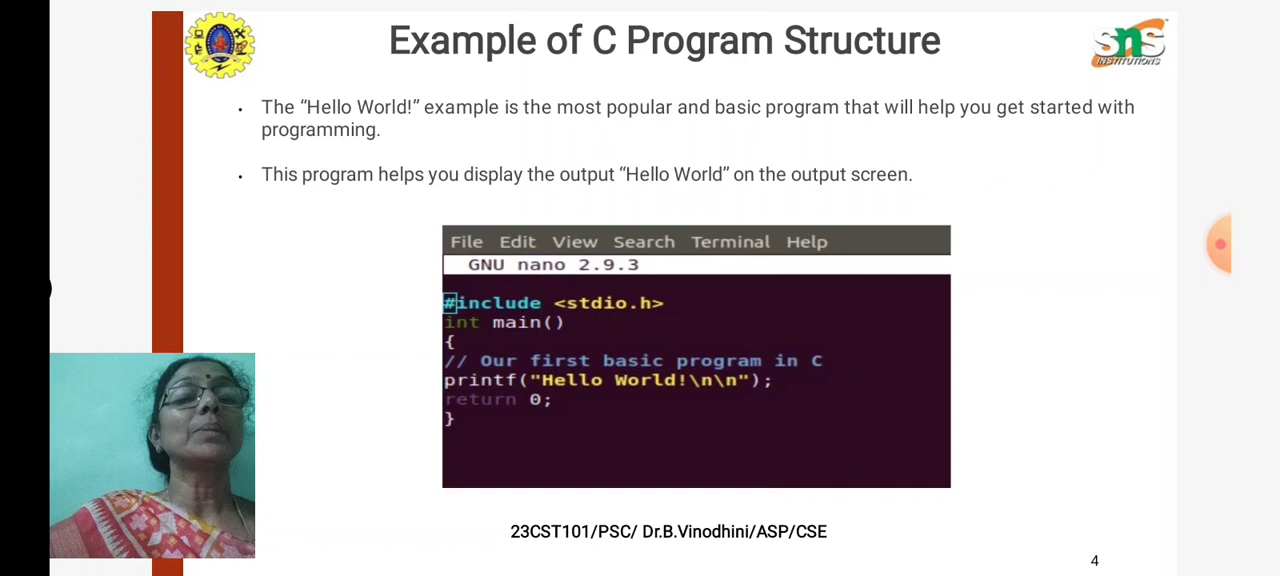 Example of C Program Structure
sns
INSTITUTIONS
• The “Hello World!” example is the most popular and basic program that will help you get started with
programming.
• This program helps you display the output “Hello World” on the output screen.
File Edit View Search Terminal Help
GNU nano 2.9.3
#include <stdio.h>
int main()
{
// Our first basic program in C
printf("Hello World!\n\n");
return 0;
}
23CST101/PSC/ Dr.B.Vinodhini/ASP/CSE
4